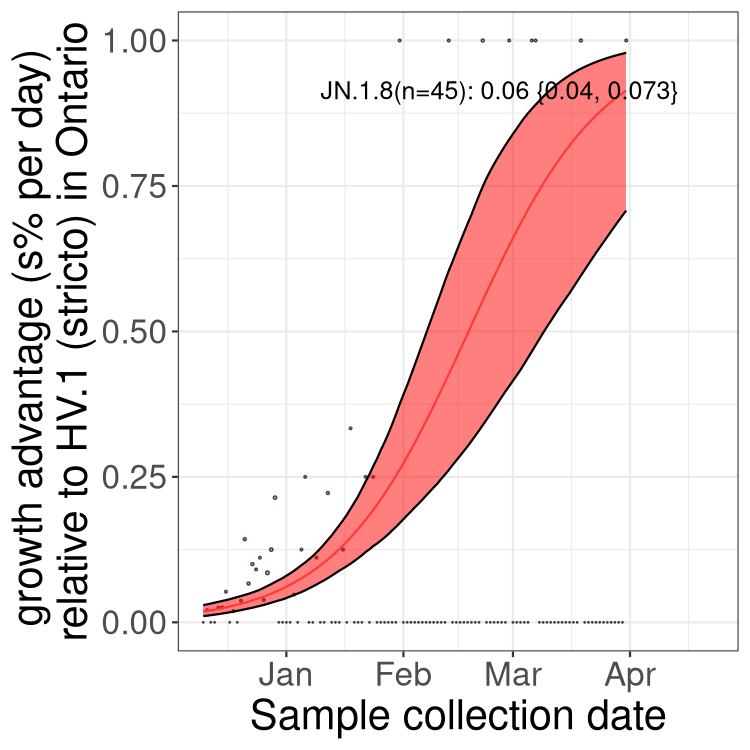 growth advantage (s% per day)
relative to HV.1 (stricto) in Ontario
1.00
0.75
0.50
0.25
0.00
JN.1.8(n=45): 0.06 {0.04, 0.073}
Jan Feb Mar Apr
Sample collection date